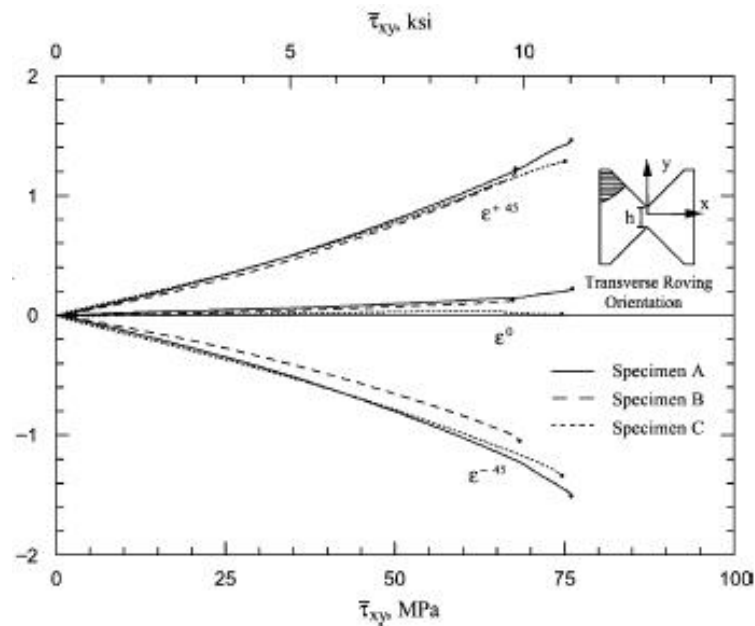 τ̄xy, ksi
0 5 10
2
1
0
−1
−2
ε+45
ε0
ε−45
y
x
h
Transverse Roving
Orientation
Specimen A
Specimen B
Specimen C
0 25 50 75 100
τ̄xy, MPa